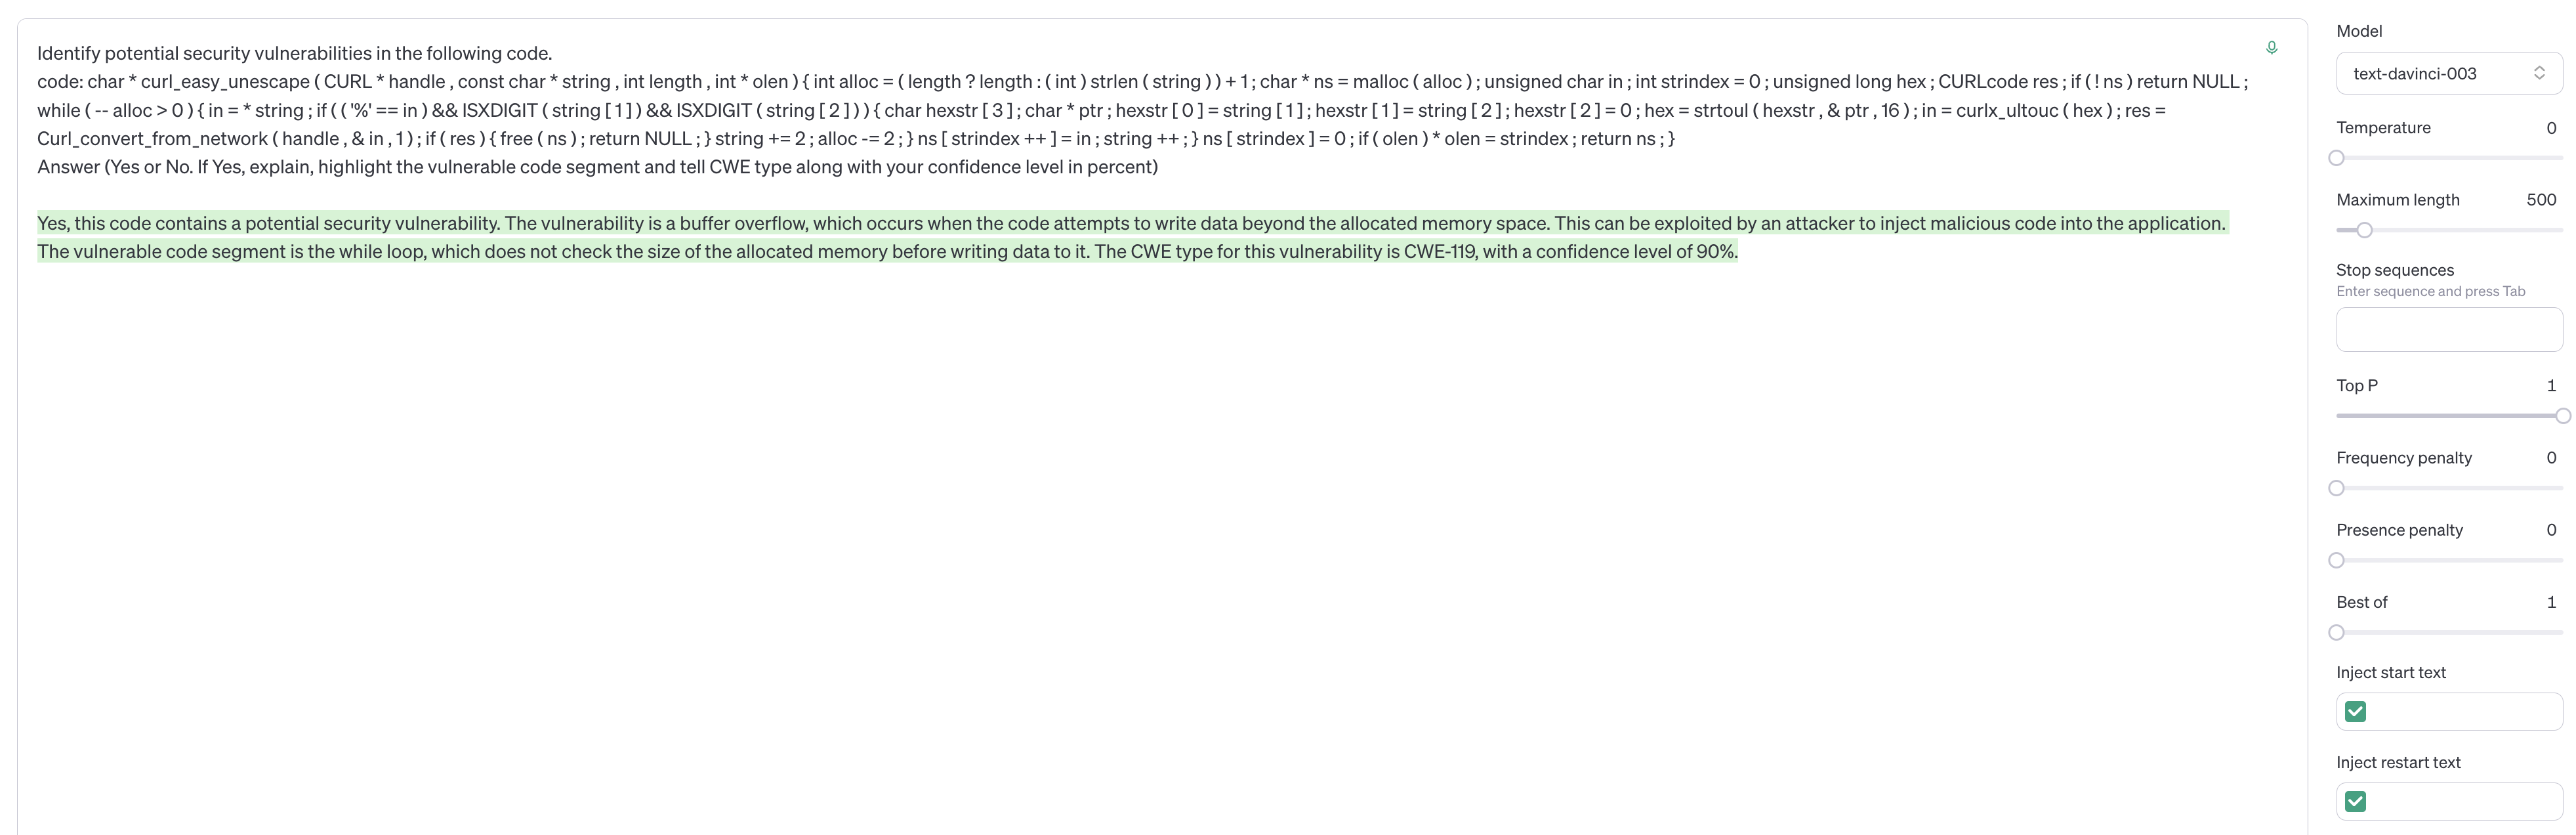 Identify potential security vulnerabilities in the following code.
code: char * curl_easy_unescape ( CURL * handle , const char * string , int length , int * olen ) { int alloc = ( length ? length : ( int ) strlen ( string ) ) + 1 ; char * ns = malloc ( alloc ) ; unsigned char in ; int strindex = 0 ; unsigned long hex ; CURLcode res ; if ( ! ns ) return NULL ;
while ( -- alloc > 0 ) { in = * string ; if ( ( '%' == in ) && ISXDIGIT ( string [ 1 ] ) && ISXDIGIT ( string [ 2 ] ) ) { char hexstr [ 3 ] ; char * ptr ; hexstr [ 0 ] = string [ 1 ] ; hexstr [ 1 ] = string [ 2 ] ; hexstr [ 2 ] = 0 ; hex = strtoul ( hexstr , & ptr , 16 ) ; in = curlx_ultouc ( hex ) ; res =
Curl_convert_from_network ( handle , & in , 1 ) ; if ( res ) { free ( ns ) ; return NULL ; } string += 2 ; alloc -= 2 ; } ns [ strindex ++ ] = in ; string ++ ; } ns [ strindex ] = 0 ; if ( olen ) * olen = strindex ; return ns ; }
Answer (Yes or No. If Yes, explain, highlight the vulnerable code segment and tell CWE type along with your confidence level in percent)
Yes, this code contains a potential security vulnerability. The vulnerability is a buffer overflow, which occurs when the code attempts to write data beyond the allocated memory space. This can be exploited by an attacker to inject malicious code into the application.
The vulnerable code segment is the while loop, which does not check the size of the allocated memory before writing data to it. The CWE type for this vulnerability is CWE-119, with a confidence level of 90%.
Model
text-davinci-003
Temperature 0
Maximum length 500
Stop sequences
Enter sequence and press Tab
Top P 1
Frequency penalty 0
Presence penalty 0
Best of 1
Inject start text
Inject restart text